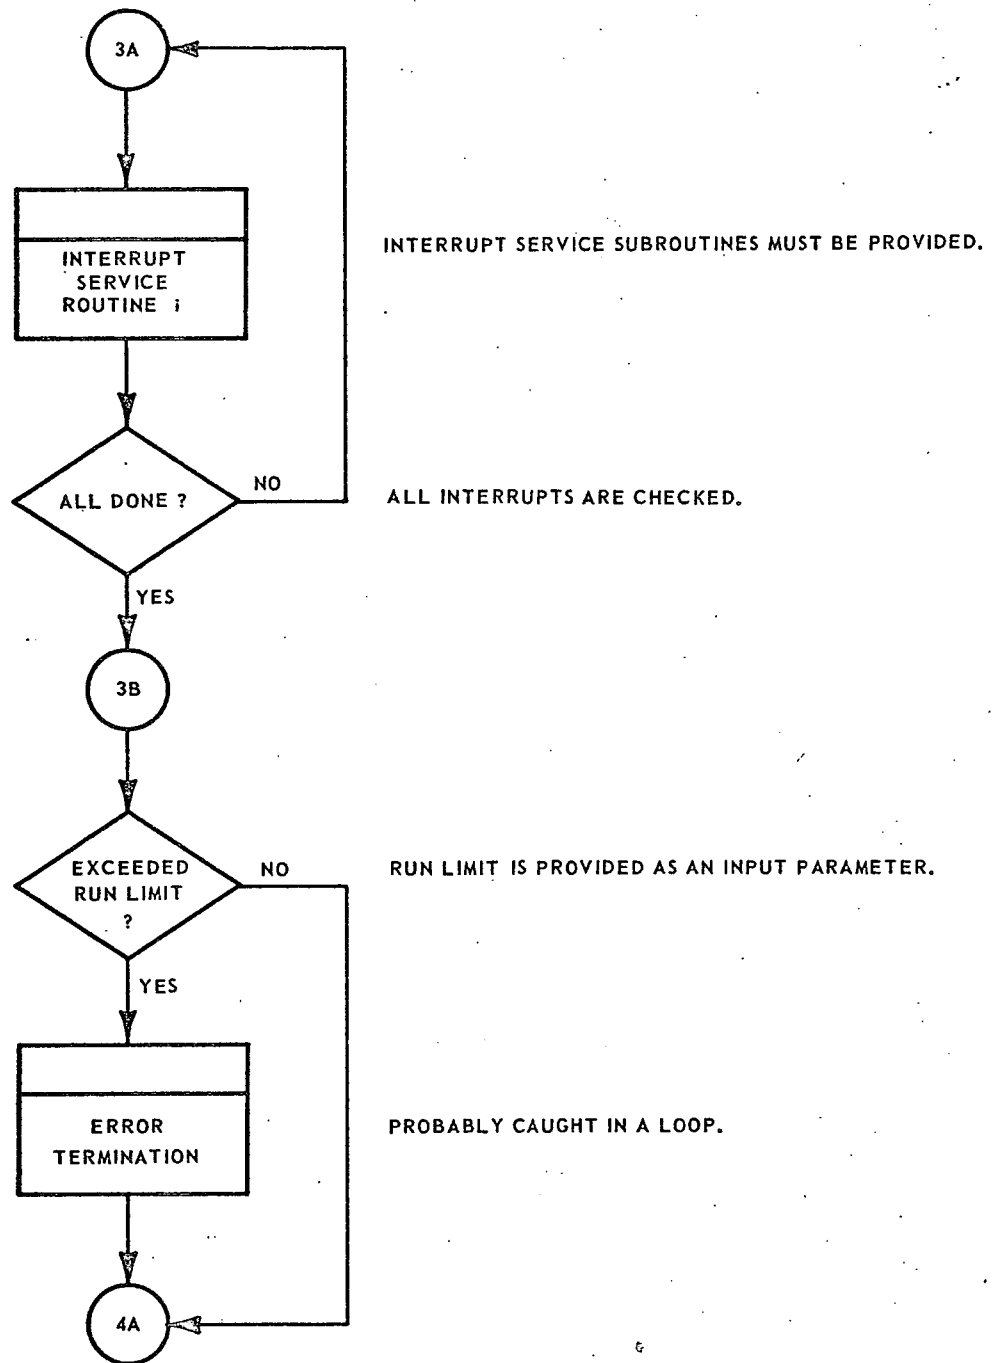 3A
INTERRUPT
SERVICE
ROUTINE i
INTERRUPT SERVICE SUBROUTINES MUST BE PROVIDED.
ALL DONE ?
NO
ALL INTERRUPTS ARE CHECKED.
YES
3B
EXCEEDED
RUN LIMIT
?
NO
RUN LIMIT IS PROVIDED AS AN INPUT PARAMETER.
YES
ERROR
TERMINATION
PROBABLY CAUGHT IN A LOOP.
4A